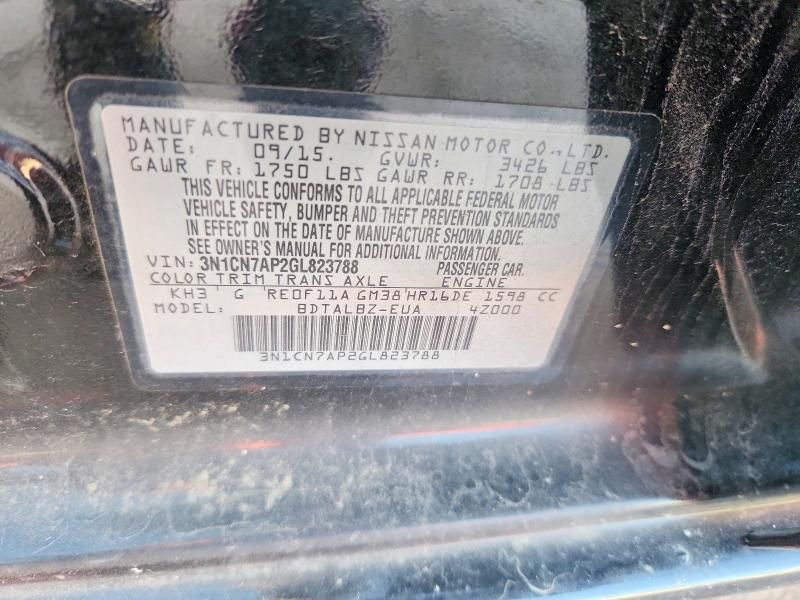 MANUFACTURED BY NISSAN MOTOR CO., LTD.
DATE: 09/15. GVWR: 3426 LBS
GAWR FR: 1750 LBS GAWR RR: 1708 LBS
THIS VEHICLE CONFORMS TO ALL APPLICABLE FEDERAL MOTOR
VEHICLE SAFETY, BUMPER AND THEFT PREVENTION STANDARDS
IN EFFECT ON THE DATE OF MANUFACTURE SHOWN ABOVE.
SEE OWNER'S MANUAL FOR ADDITIONAL INFORMATION.
VIN: 3N1CN7AP2GL823788 PASSENGER CAR.
COLOR TRIM TRANS AXLE ENGINE
KH3 G RE0F11A GM38 HR16DE 1598 CC
MODEL: BDTALBZ-EUA 4Z000
3N1CN7AP2GL823788